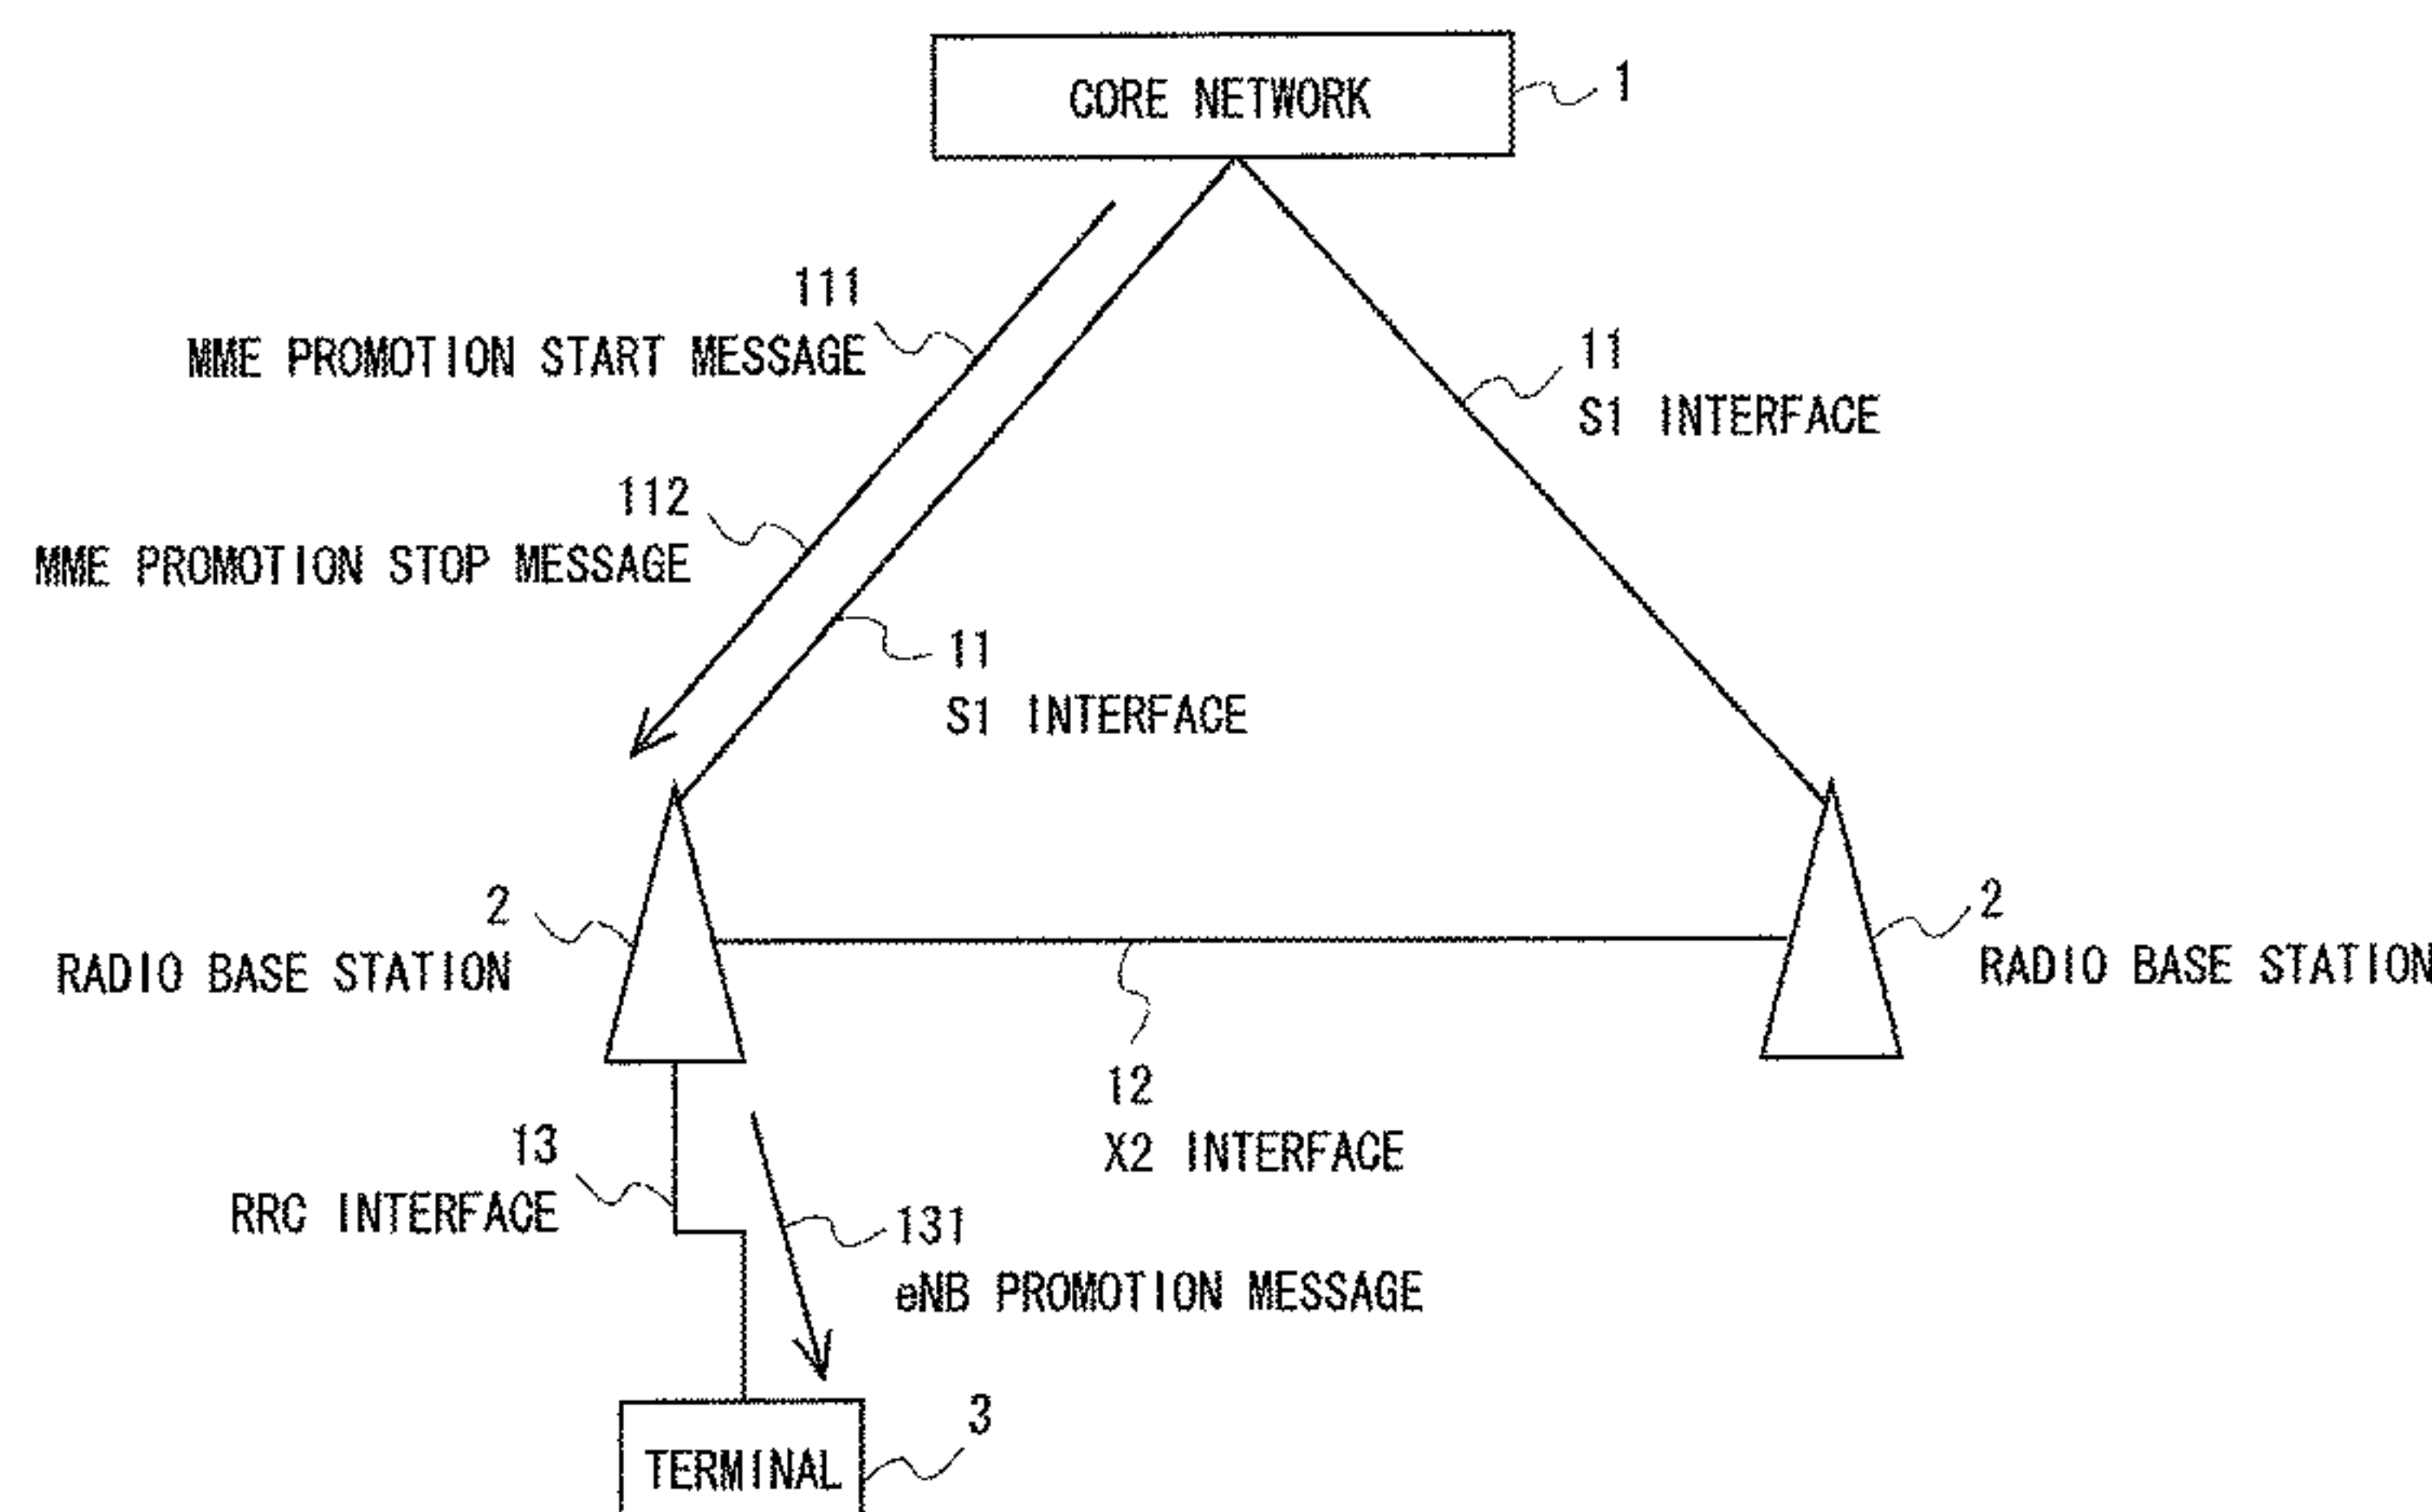 CORE NETWORK
1
111
MME PROMOTION START MESSAGE
11
S1 INTERFACE
112
MME PROMOTION STOP MESSAGE
11
S1 INTERFACE
2
RADIO BASE STATION
2
RADIO BASE STATION
12
X2 INTERFACE
13
RRC INTERFACE
131
eNB PROMOTION MESSAGE
3
TERMINAL